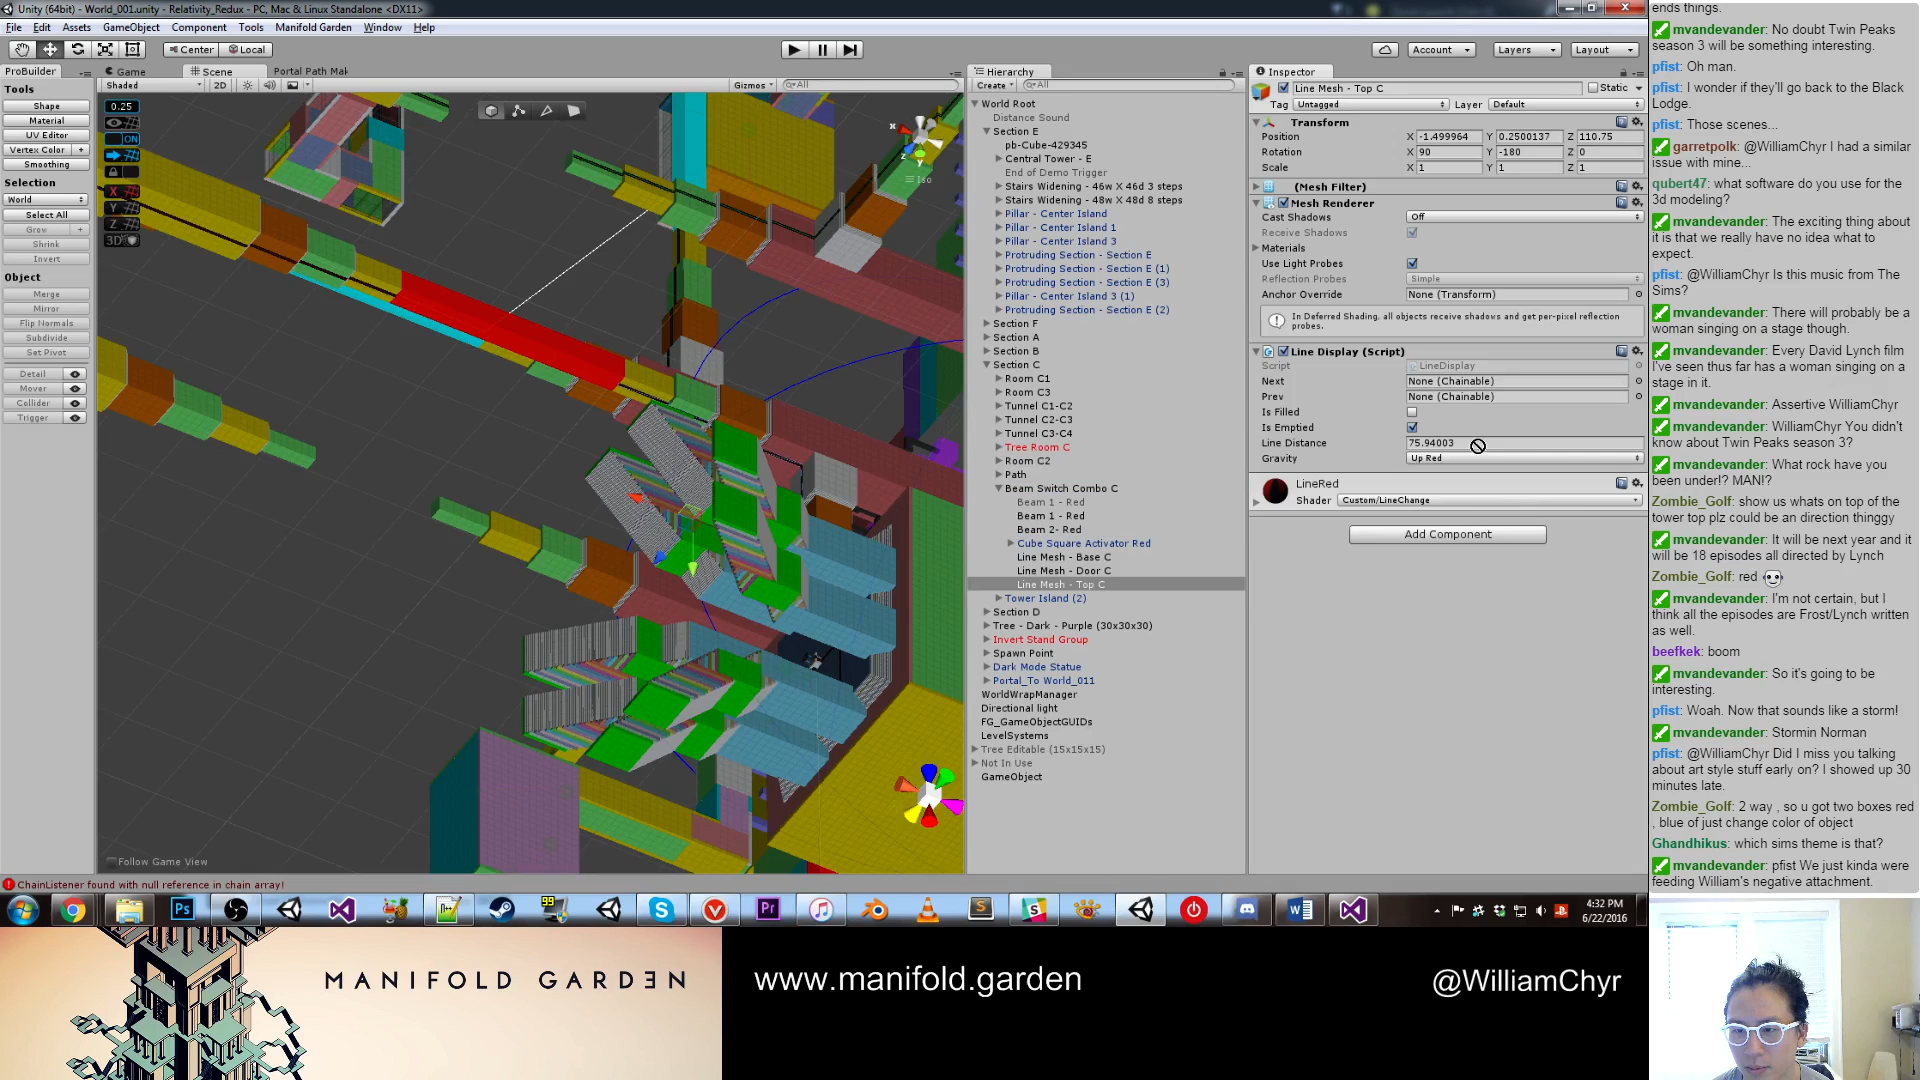 Unity (64bit) - World_001.unity - Relativity_Redux - PC, Mac & Linux Standalone <DX11>
File Edit Assets GameObject Component Tools Manifold Garden Window Help
Center Local
Account Layers Layout
ProBuilder
Game Scene Portal Path Mak
Shaded 2D Gizmos All
Tools
Shape
Material
UV Editor
Vertex Color +
Smoothing
Selection
World
Select All
Grow +
Shrink
Invert
Object
Merge
Mirror
Flip Normals
Subdivide
Set Pivot
Detail
Mover
Collider
Trigger
0.25
ON
X
Y
Z
3D
x
z
y
Iso
Follow Game View
Hierarchy
Create All
World Root
Distance Sound
Section E
pb-Cube-429345
Central Tower - E
End of Demo Trigger
Stairs Widening - 46w X 46d 3 steps
Stairs Widening - 48w X 48d 8 steps
Pillar - Center Island
Pillar - Center Island 1
Pillar - Center Island 3
Protruding Section - Section E
Protruding Section - Section E (1)
Protruding Section - Section E (3)
Pillar - Center Island 3 (1)
Protruding Section - Section E (2)
Section F
Section A
Section B
Section C
Room C1
Room C3
Tunnel C1-C2
Tunnel C2-C3
Tunnel C3-C4
Tree Room C
Room C2
Path
Beam Switch Combo C
Beam 1 - Red
Beam 1 - Red
Beam 2- Red
Cube Square Activator Red
Line Mesh - Base C
Line Mesh - Door C
Line Mesh - Top C
Tower Island (2)
Section D
Tree - Dark - Purple (30x30x30)
Invert Stand Group
Spawn Point
Dark Mode Statue
Portal_To World_011
WorldWrapManager
Directional light
FG_GameObjectGUIDs
LevelSystems
Tree Editable (15x15x15)
Not In Use
GameObject
Inspector
Line Mesh - Top C Static
Tag Untagged Layer Default
Transform
Position X -1.499964 Y 0.2500137 Z 110.75
Rotation X 90 Y -180 Z 0
Scale X 1 Y 1 Z 1
(Mesh Filter)
Mesh Renderer
Cast Shadows Off
Receive Shadows
Materials
Use Light Probes
Reflection Probes Simple
Anchor Override None (Transform)
In Deferred Shading, all objects receive shadows and get per-pixel reflection
probes.
Line Display (Script)
Script LineDisplay
Next None (Chainable)
Prev None (Chainable)
Is Filled
Is Emptied
Line Distance 75.94003
Gravity Up Red
LineRed
Shader Custom/LineChange
Add Component
ChainListener found with null reference in chain array!
99
4:32 PM
6/22/2016
ends things.
mvandevander: No doubt Twin Peaks
season 3 will be something interesting.
pfist: Oh man.
pfist: I wonder if they'll go back to the Black
Lodge.
pfist: Those scenes...
garretpolk: @WilliamChyr I had a similar
issue with mine...
qubert47: what software do you use for the
3d modeling?
mvandevander: The exciting thing about
it is that we really have no idea what to
expect.
pfist: @WilliamChyr Is this music from The
Sims?
mvandevander: There will probably be a
woman singing on a stage though.
mvandevander: Every David Lynch film
I've seen thus far has a woman singing on a
stage in it.
mvandevander: Assertive WilliamChyr
mvandevander: WilliamChyr You didn't
know about Twin Peaks season 3?
mvandevander: What rock have you
been under!? MAN!?
Zombie_Golf: show us whats on top of the
tower top plz could be an direction thinggy
mvandevander: It will be next year and it
will be 18 episodes all directed by Lynch
Zombie_Golf: red
mvandevander: I'm not certain, but I
think all the episodes are Frost/Lynch written
as well.
beefkek: boom
mvandevander: So it's going to be
interesting.
pfist: Woah. Now that sounds like a storm!
mvandevander: Stormin Norman
pfist: @WilliamChyr Did I miss you talking
about art style stuff early on? I showed up 30
minutes late.
Zombie_Golf: 2 way , so u got two boxes red
, blue of just change color of object
Ghandhikus: which sims theme is that?
mvandevander: pfist We just kinda were
feeding William's negative attachment.
MANIFOLD GARDEN
www.manifold.garden
@WilliamChyr